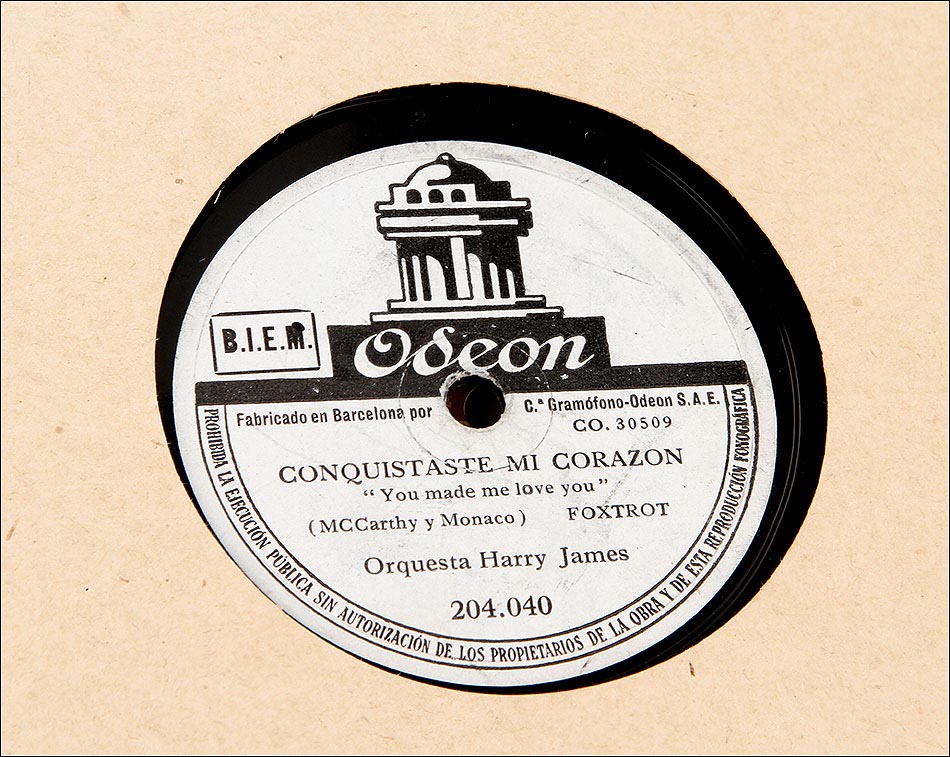 B.I.E.M.
Odeon
Fabricado en Barcelona por C.ª Gramófono-Odeon S.A.E.
CO. 30509
CONQUISTASTE MI CORAZON
"You made me love you"
(MCCarthy y Monaco) FOXTROT
Orquesta Harry James
204.040
PROHIBIDA LA EJECUCIÓN PÚBLICA SIN AUTORIZACIÓN DE LOS PROPIETARIOS DE LA OBRA Y DE ESTA REPRODUCCIÓN FONOGRÁFICA